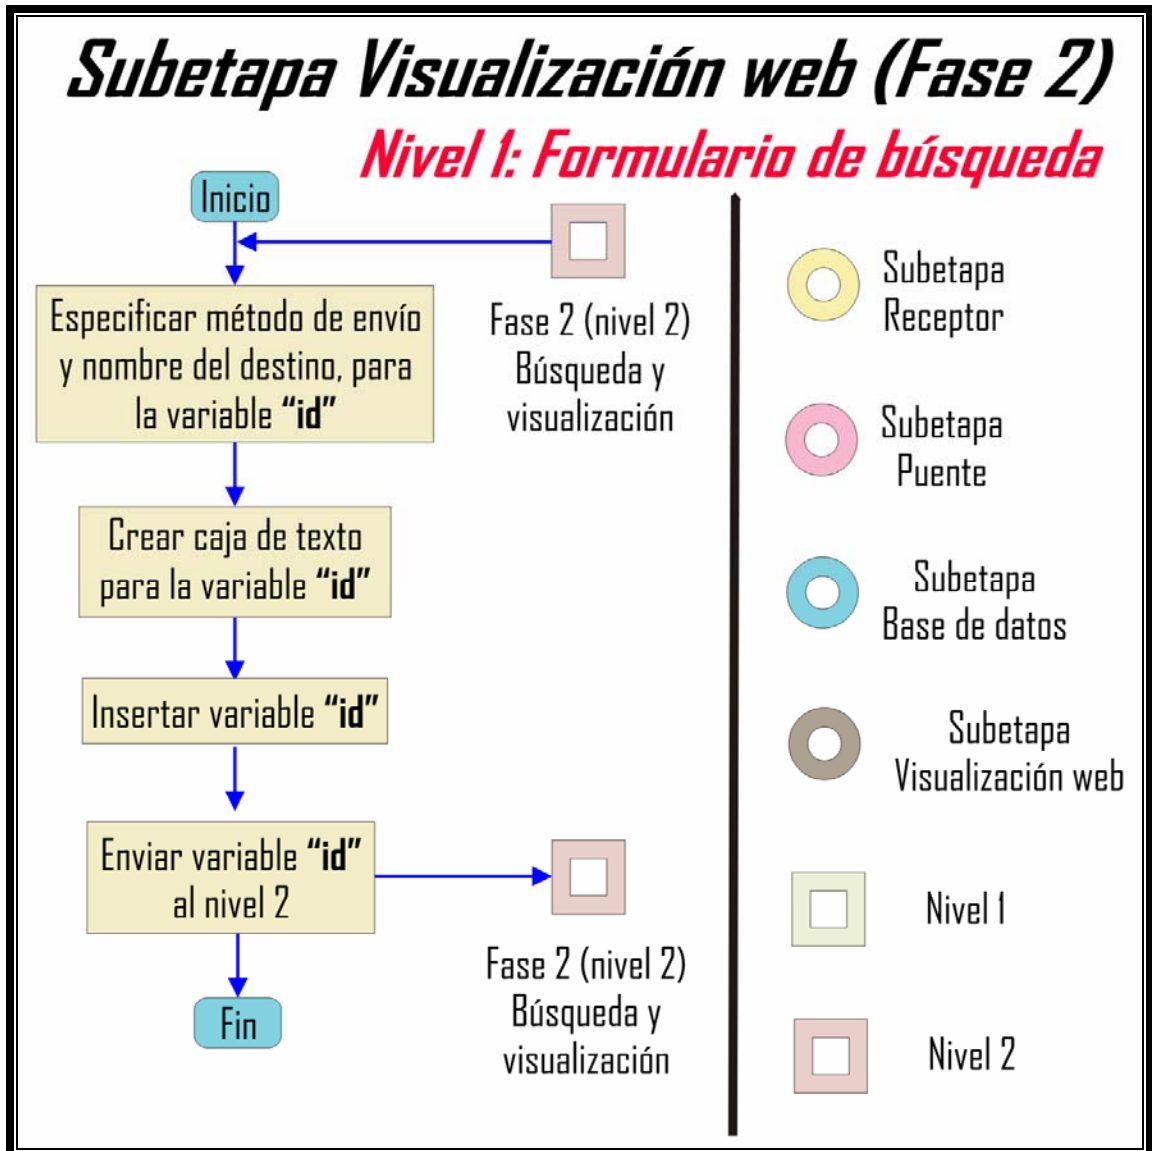 Subetapa Visualización web (Fase 2)
Nivel 1: Formulario de búsqueda
Inicio
Especificar método de envío
y nombre del destino, para
la variable “id”
Fase 2 (nivel 2)
Búsqueda y
visualización
Crear caja de texto
para la variable “id”
Insertar variable “id”
Enviar variable “id”
al nivel 2
Fase 2 (nivel 2)
Búsqueda y
visualización
Fin
Subetapa
Receptor
Subetapa
Puente
Subetapa
Base de datos
Subetapa
Visualización web
Nivel 1
Nivel 2